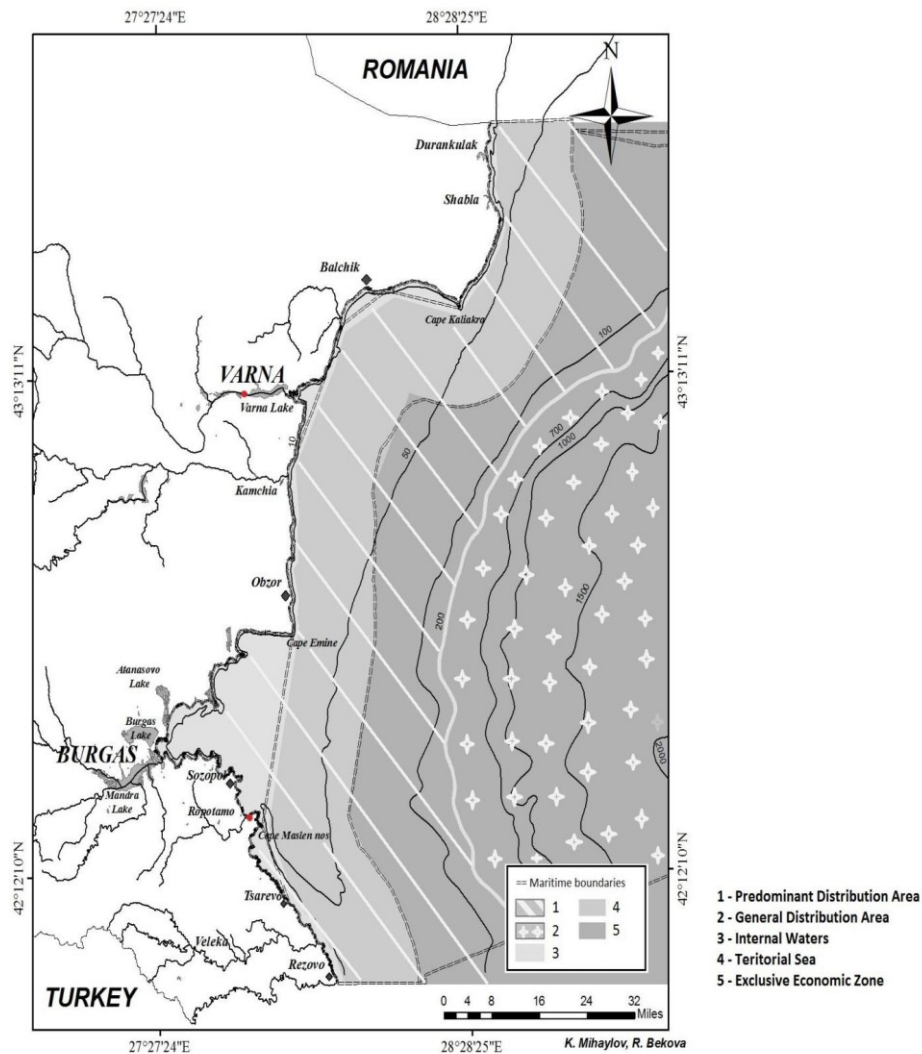 27°27'24"E 28°28'25"E
ROMANIA
N
Durankulak
Shabla
Balchik
Cape Kaliakra
100
43°13'11"N 43°13'11"N
VARNA
Varna Lake
700
1000
10
50
Kamchia
1500
Obzor
200
Cape Emine
Atanasovo
Lake
Burgas
Lake
2000
BURGAS
Sozopol
Mandra
Lake
Ropotamo
Cape Maslen nos
42°12'10"N 42°12'10"N
Maritime boundaries
1 4
2 5
3
Tsarevo
Veleka
Rezovo
TURKEY
0 4 8 16 24 32
Miles
27°27'24"E 28°28'25"E
K. Mihaylov, R. Bekova
1 - Predominant Distribution Area
2 - General Distribution Area
3 - Internal Waters
4 - Teritorial Sea
5 - Exclusive Economic Zone